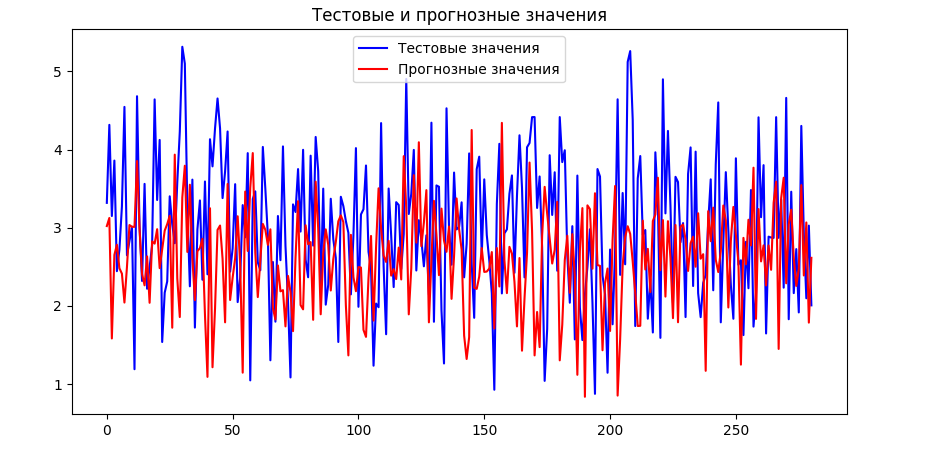 Тестовые и прогнозные значения
Тестовые значения
Прогнозные значения
5
4
3
2
1
0 50 100 150 200 250